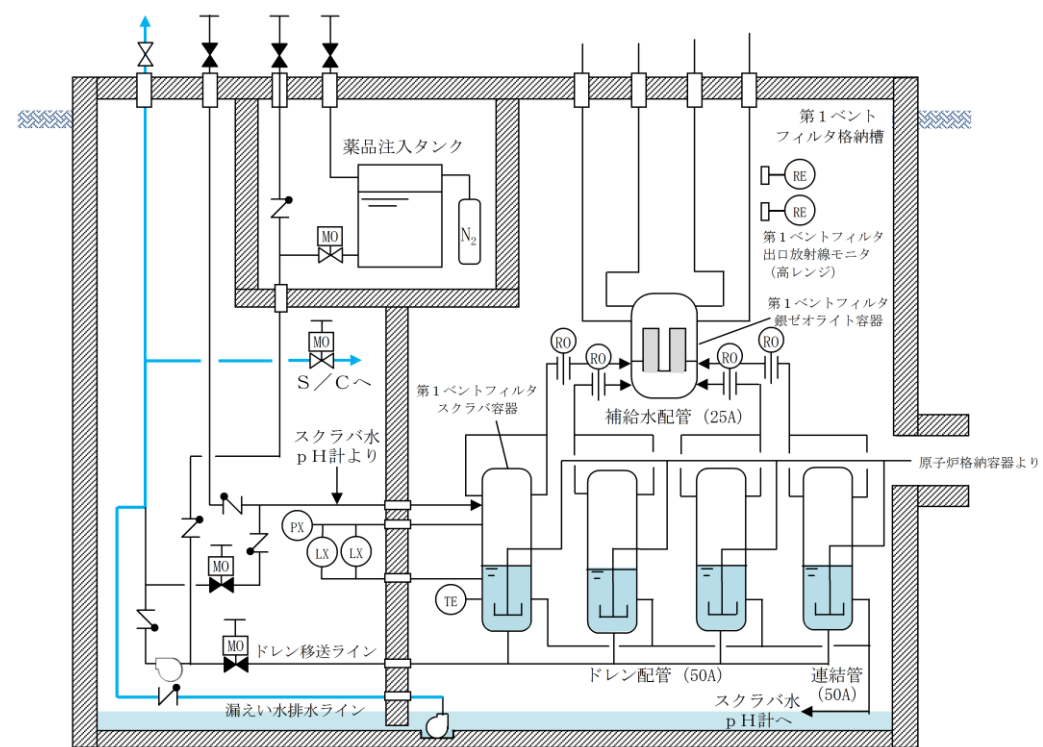 第１ベント
フィルタ格納槽
薬品注入タンク
RE
RE
MO
N₂
第１ベントフィルタ
出口放射線モニタ
（高レンジ）
第１ベントフィルタ
銀ゼオライト容器
MO
RO
RO
RO
RO
Ｓ／Ｃへ
第１ベントフィルタ
スクラバ容器
補給水配管（25A）
スクラバ水
ｐＨ計より
原子炉格納容器より
PX
LX
LX
MO
TE
MO
ドレン移送ライン
ドレン配管（50A）
連結管
（50A）
スクラバ水
ｐＨ計へ
漏えい水排水ライン